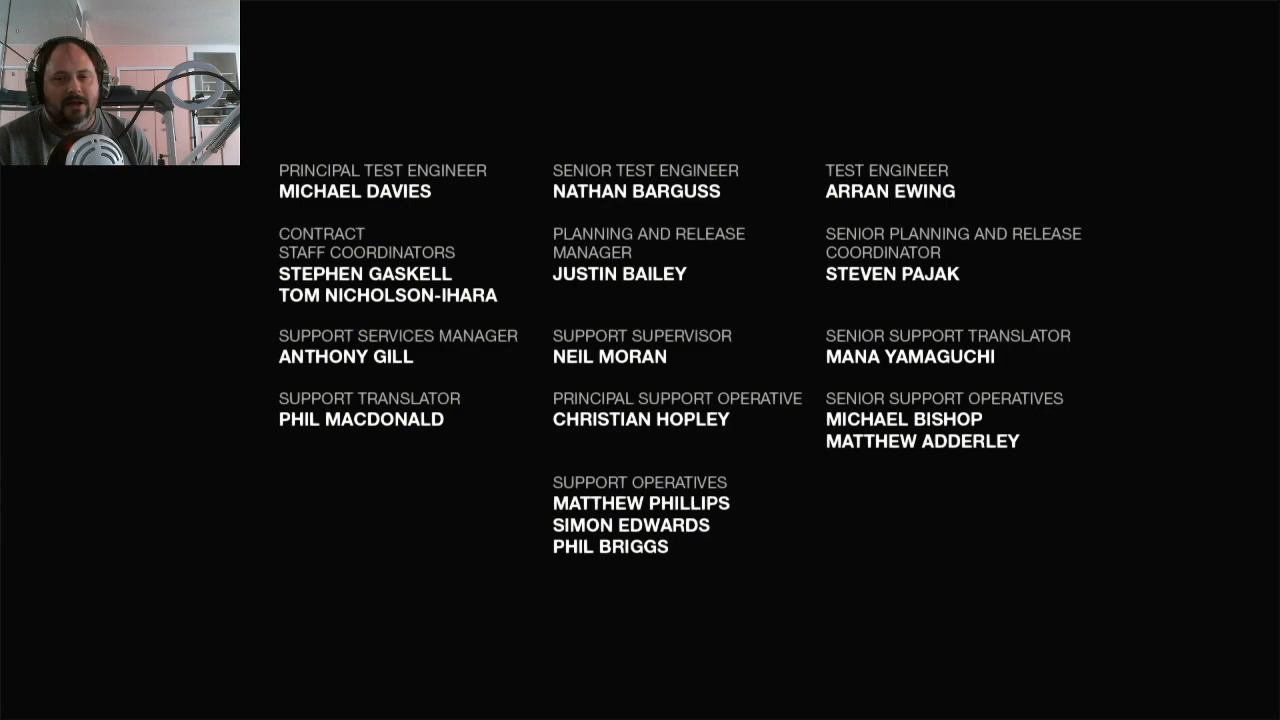 PRINCIPAL TEST ENGINEER
MICHAEL DAVIES
SENIOR TEST ENGINEER
NATHAN BARGUSS
TEST ENGINEER
ARRAN EWING
CONTRACT
STAFF COORDINATORS
STEPHEN GASKELL
TOM NICHOLSON-IHARA
PLANNING AND RELEASE
MANAGER
JUSTIN BAILEY
SENIOR PLANNING AND RELEASE
COORDINATOR
STEVEN PAJAK
SUPPORT SERVICES MANAGER
ANTHONY GILL
SUPPORT SUPERVISOR
NEIL MORAN
SENIOR SUPPORT TRANSLATOR
MANA YAMAGUCHI
SUPPORT TRANSLATOR
PHIL MACDONALD
PRINCIPAL SUPPORT OPERATIVE
CHRISTIAN HOPLEY
SENIOR SUPPORT OPERATIVES
MICHAEL BISHOP
MATTHEW ADDERLEY
SUPPORT OPERATIVES
MATTHEW PHILLIPS
SIMON EDWARDS
PHIL BRIGGS